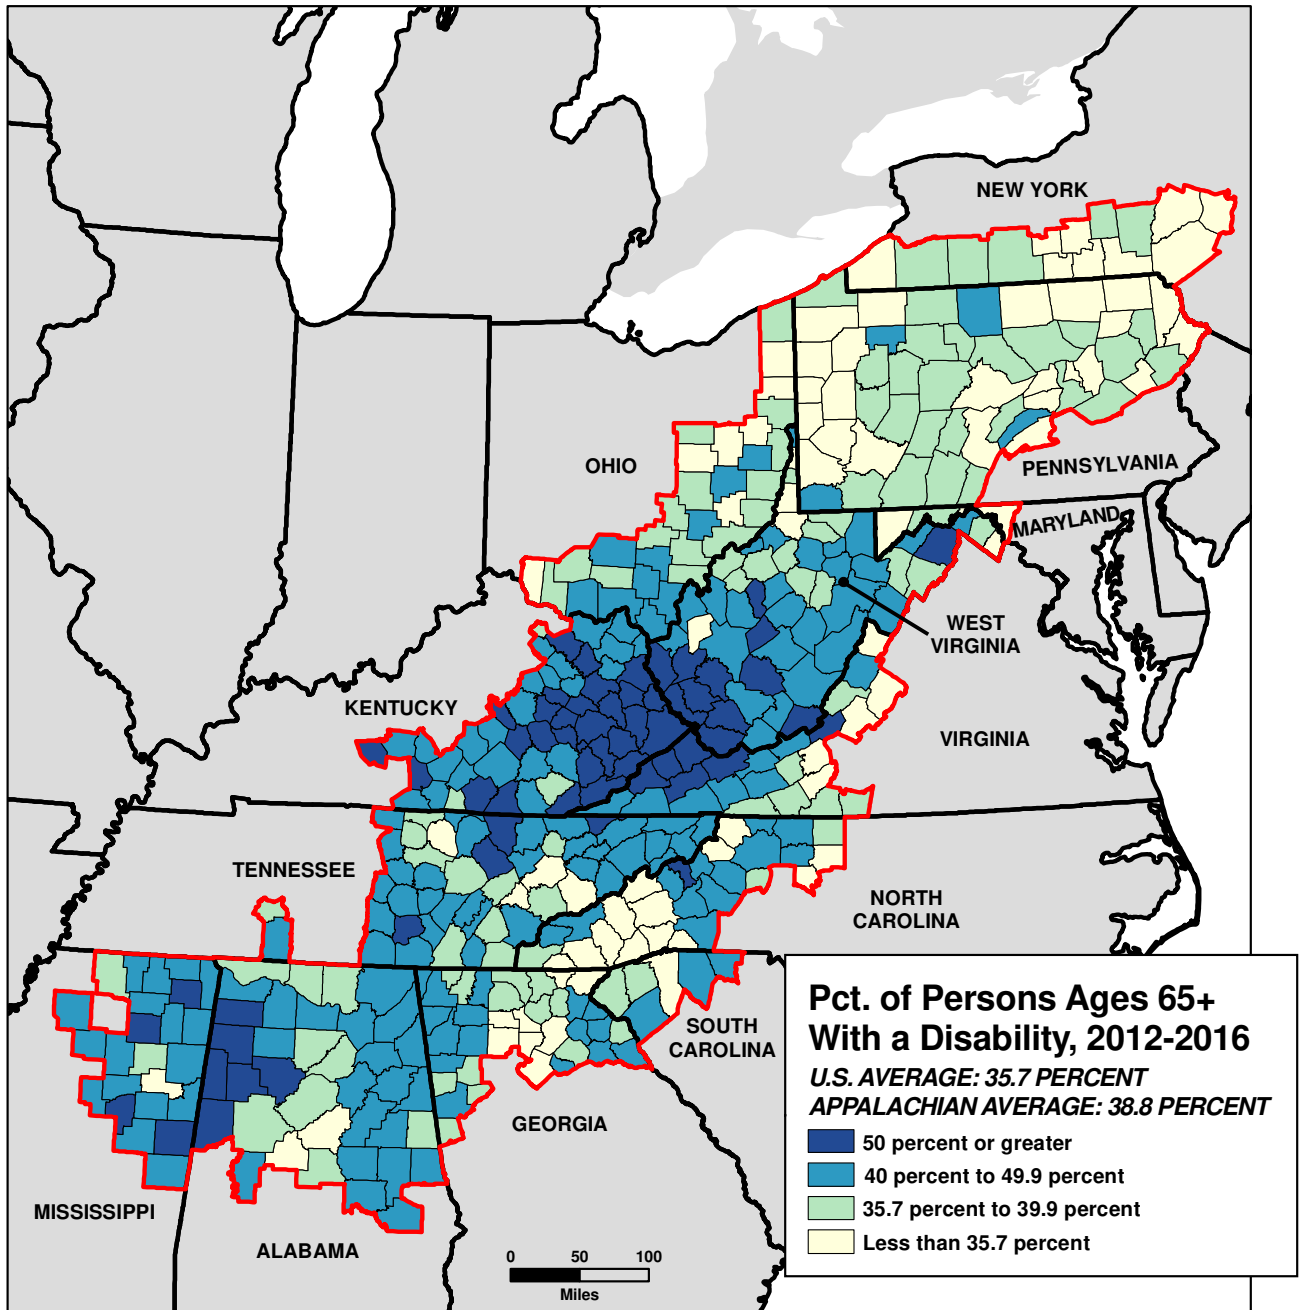 NEW YORK
OHIO
PENNSYLVANIA
MARYLAND
WEST
VIRGINIA
KENTUCKY
VIRGINIA
TENNESSEE
NORTH
CAROLINA
SOUTH
CAROLINA
GEORGIA
MISSISSIPPI
ALABAMA
0 50 100
Miles
Pct. of Persons Ages 65+
With a Disability, 2012-2016
U.S. AVERAGE: 35.7 PERCENT
APPALACHIAN AVERAGE: 38.8 PERCENT
50 percent or greater
40 percent to 49.9 percent
35.7 percent to 39.9 percent
Less than 35.7 percent